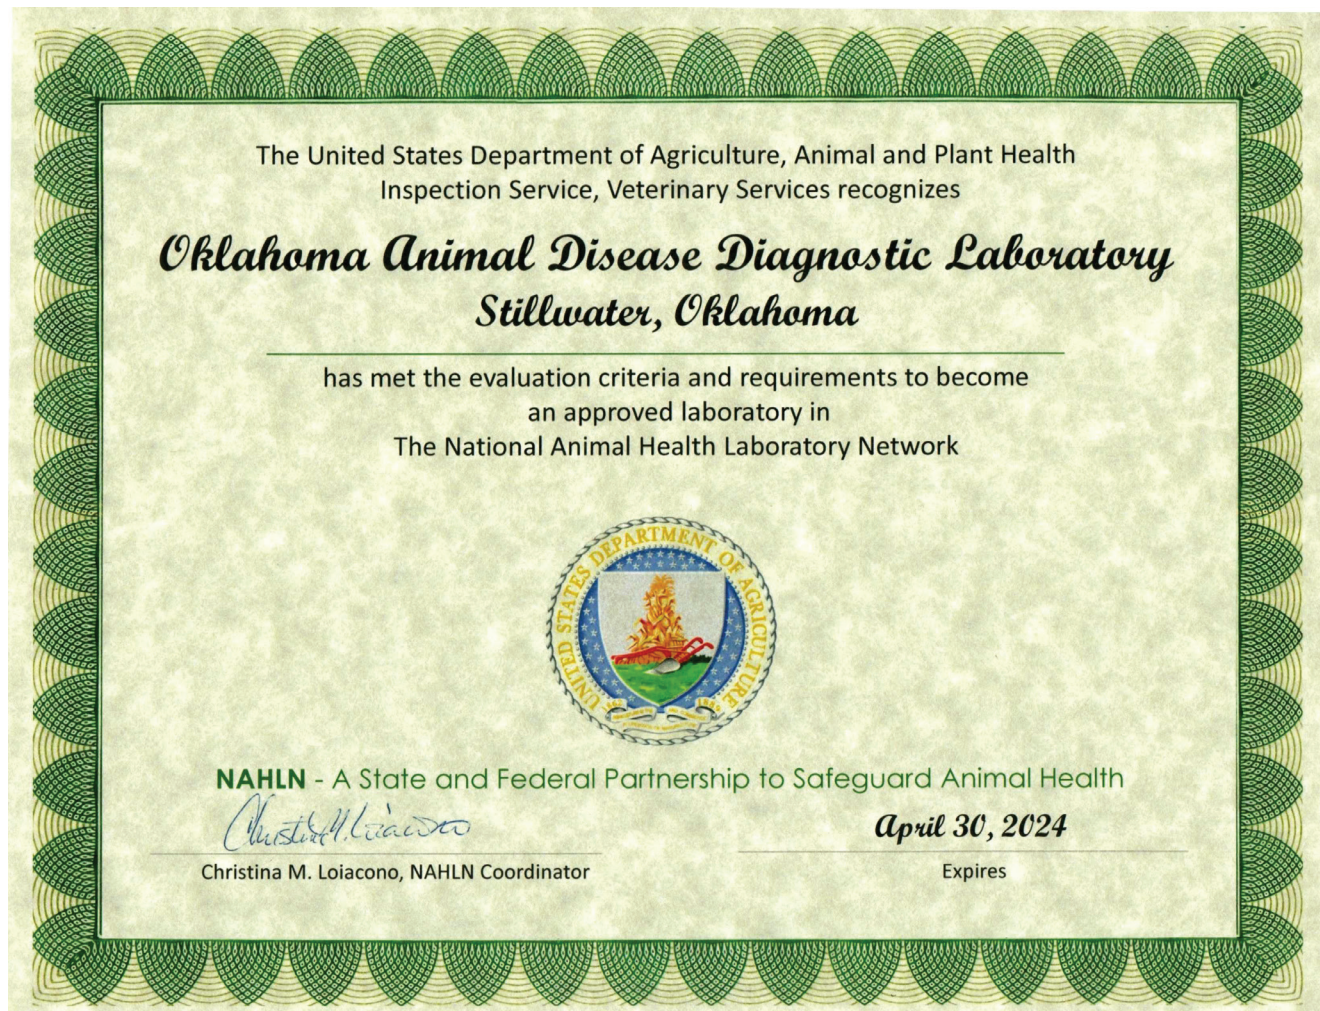 The United States Department of Agriculture, Animal and Plant Health
Inspection Service, Veterinary Services recognizes
Oklahoma Animal Disease Diagnostic Laboratory
Stillwater, Oklahoma
has met the evaluation criteria and requirements to become
an approved laboratory in
The National Animal Health Laboratory Network
UNITED STATES DEPARTMENT OF AGRICULTURE
NAHLN - A State and Federal Partnership to Safeguard Animal Health
Christina M. Loiacono
April 30, 2024
Christina M. Loiacono, NAHLN Coordinator
Expires